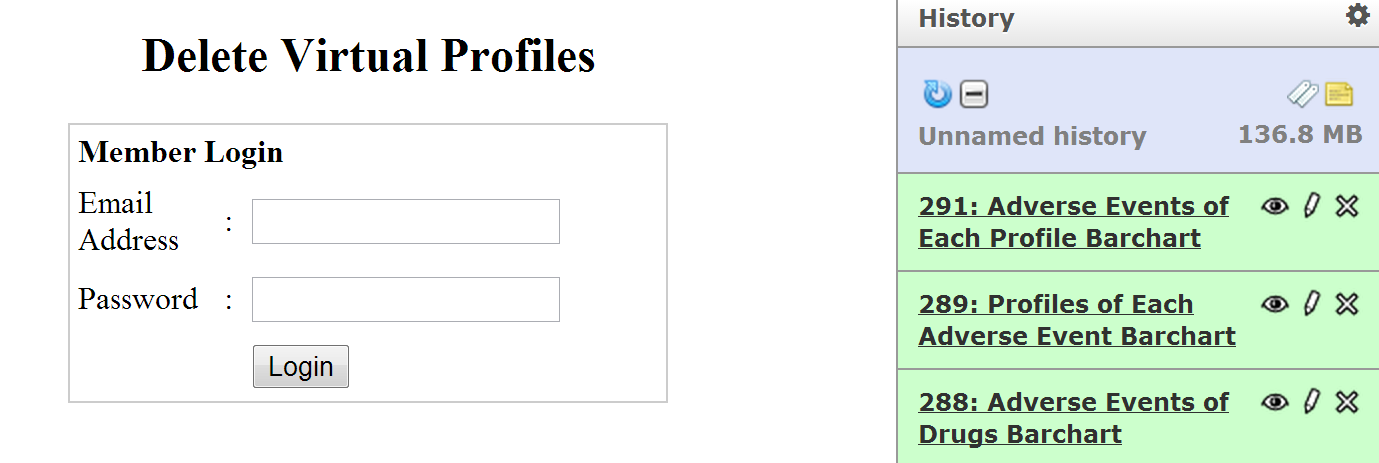 Delete Virtual Profiles
Member Login
Email
Address
:
Password :
Login
History
Unnamed history 136.8 MB
291: Adverse Events of
Each Profile Barchart
289: Profiles of Each
Adverse Event Barchart
288: Adverse Events of
Drugs Barchart